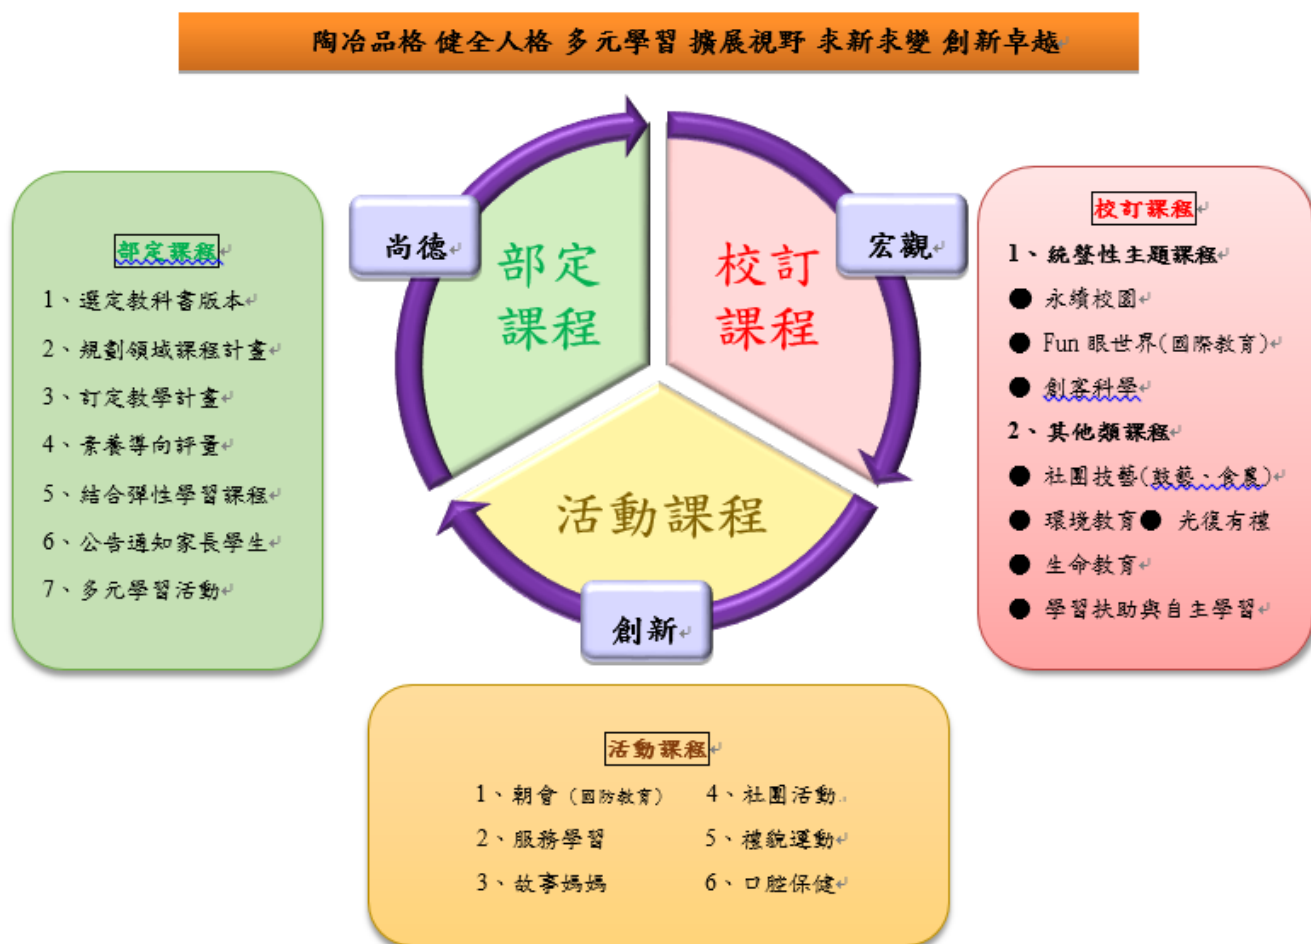 陶冶品格 健全人格 多元學習 擴展視野 求新求變 創新卓越
尚德
宏觀
創新
部定
課程
校訂
課程
活動課程
部定課程
1、選定教科書版本
2、規劃領域課程計畫
3、訂定教學計畫
4、素養導向評量
5、結合彈性學習課程
6、公告通知家長學生
7、多元學習活動
校訂課程
1、統整性主題課程
● 永續校園
● Fun 眼世界(國際教育)
● 創客科學
2、其他類課程
● 社團技藝(鼓藝、食農)
● 環境教育● 光復有禮
● 生命教育
● 學習扶助與自主學習
活動課程
1、朝會（國防教育）
2、服務學習
3、故事媽媽
4、社團活動
5、禮貌運動
6、口腔保健